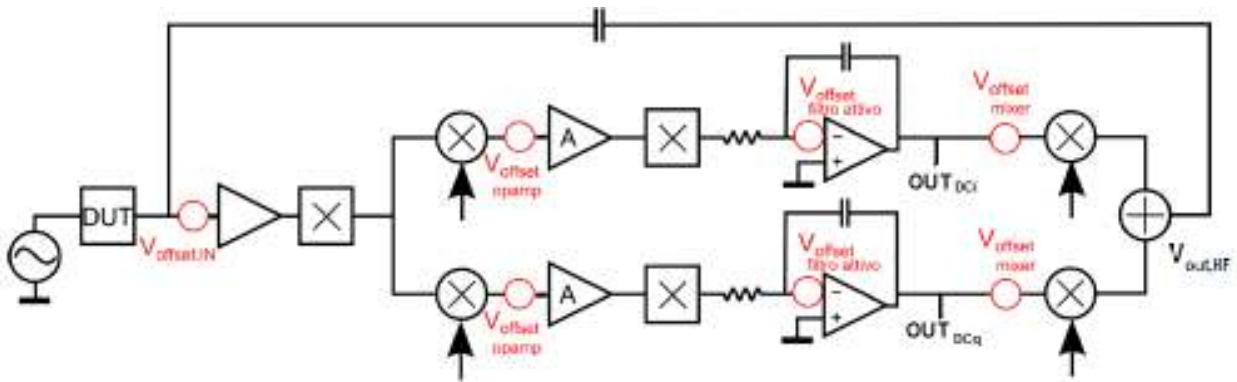 V offset
filtro attivo
V offset
mixer
A
V offset
opamp
OUT DCi
DUT
V offset,IN
V out,RF
V offset
filtro attivo
V offset
mixer
A
V offset
opamp
OUT DCq